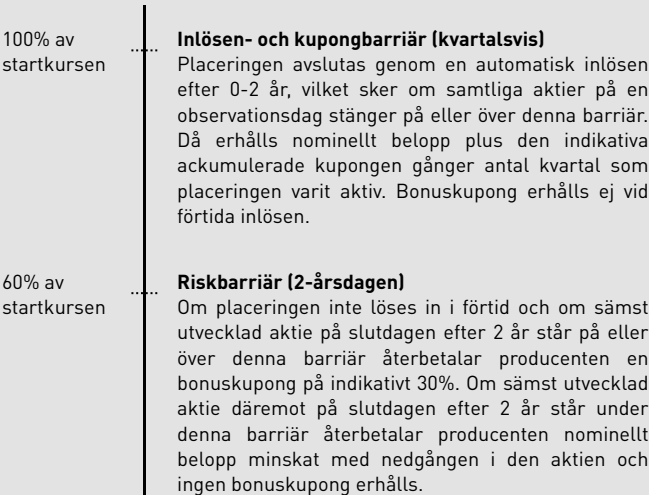 100% av
startkursen
Inlösen- och kupongbarriär (kvartalsvis)
Placeringen avslutas genom en automatisk inlösen
efter 0-2 år, vilket sker om samtliga aktier på en
observationsdag stänger på eller över denna barriär.
Då erhålls nominellt belopp plus den indikativa
ackumulerade kupongen gånger antal kvartal som
placeringen varit aktiv. Bonuskupong erhålls ej vid
förtida inlösen.
60% av
startkursen
Riskbarriär (2-årsdagen)
Om placeringen inte löses in i förtid och om sämst
utvecklad aktie på slutdagen efter 2 år står på eller
över denna barriär återbetalar producenten en
bonuskupong på indikativt 30%. Om sämst utvecklad
aktie däremot på slutdagen efter 2 år står under
denna barriär återbetalar producenten nominellt
belopp minskat med nedgången i den aktien och
ingen bonuskupong erhålls.